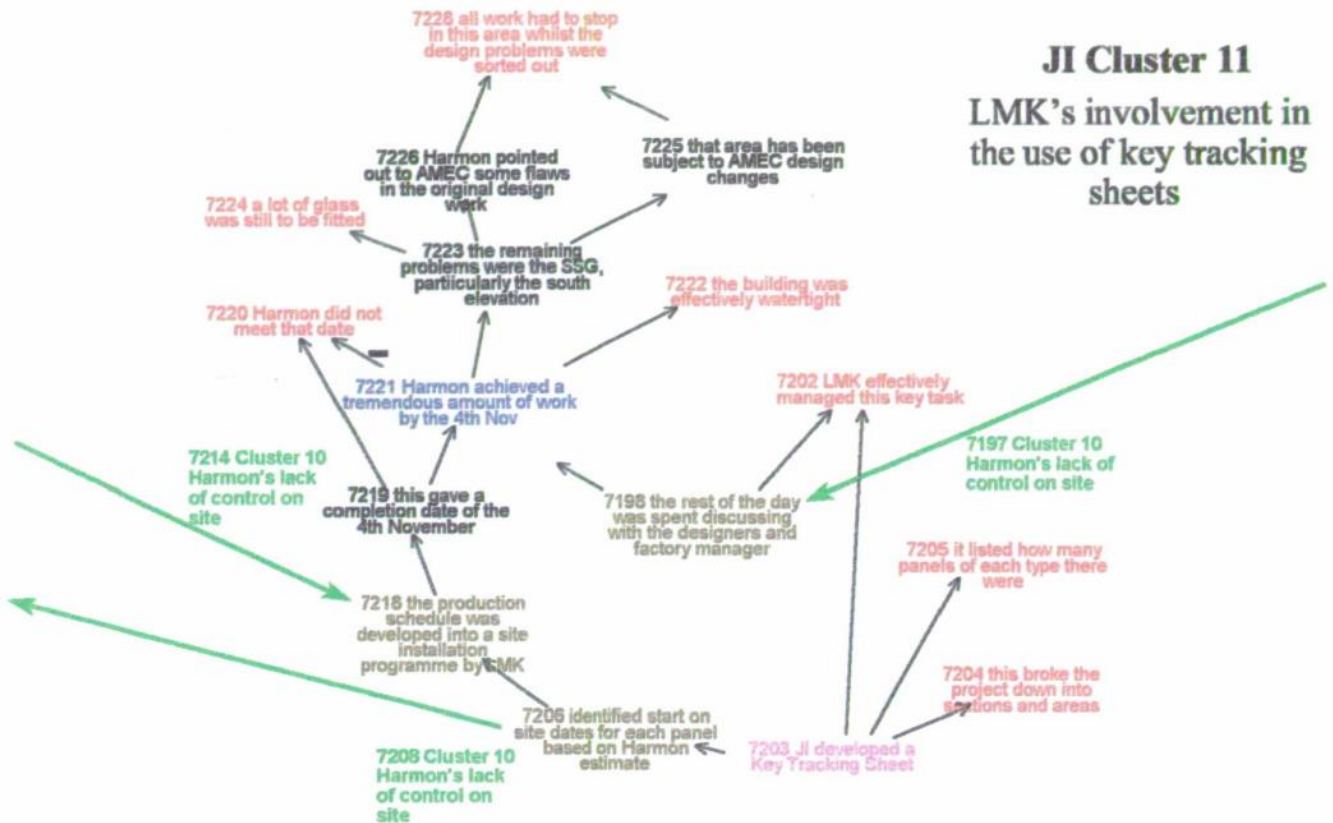 7228 all work had to stop
in this area whilst the
design problems were
sorted out
JI Cluster 11
LMK's involvement in
the use of key tracking
sheets
7226 Harmon pointed
out to AMEC some flaws
in the original design
work
7225 that area has been
subject to AMEC design
changes
7224 a lot of glass
was still to be fitted
7223 the remaining
problems were the SSG,
partiicularly the south
elevation
7222 the building was
effectively watertight
7220 Harmon did not
meet that date
-
7221 Harmon achieved a
tremendous amount of work
by the 4th Nov
7202 LMK effectively
managed this key task
7214 Cluster 10
Harmon's lack
of control on
site
7197 Cluster 10
Harmon's lack of
control on site
7219 this gave a
completion date of the
4th November
7198 the rest of the day
was spent discussing
with the designers and
factory manager
7205 it listed how many
panels of each type there
were
7218 the production
schedule was
developed into a site
installation
programme by LMK
7204 this broke the
project down into
sections and areas
7206 identified start on
site dates for each panel
based on Harmon
estimate
7203 JI developed a
Key Tracking Sheet
7208 Cluster 10
Harmon's lack
of control on
site